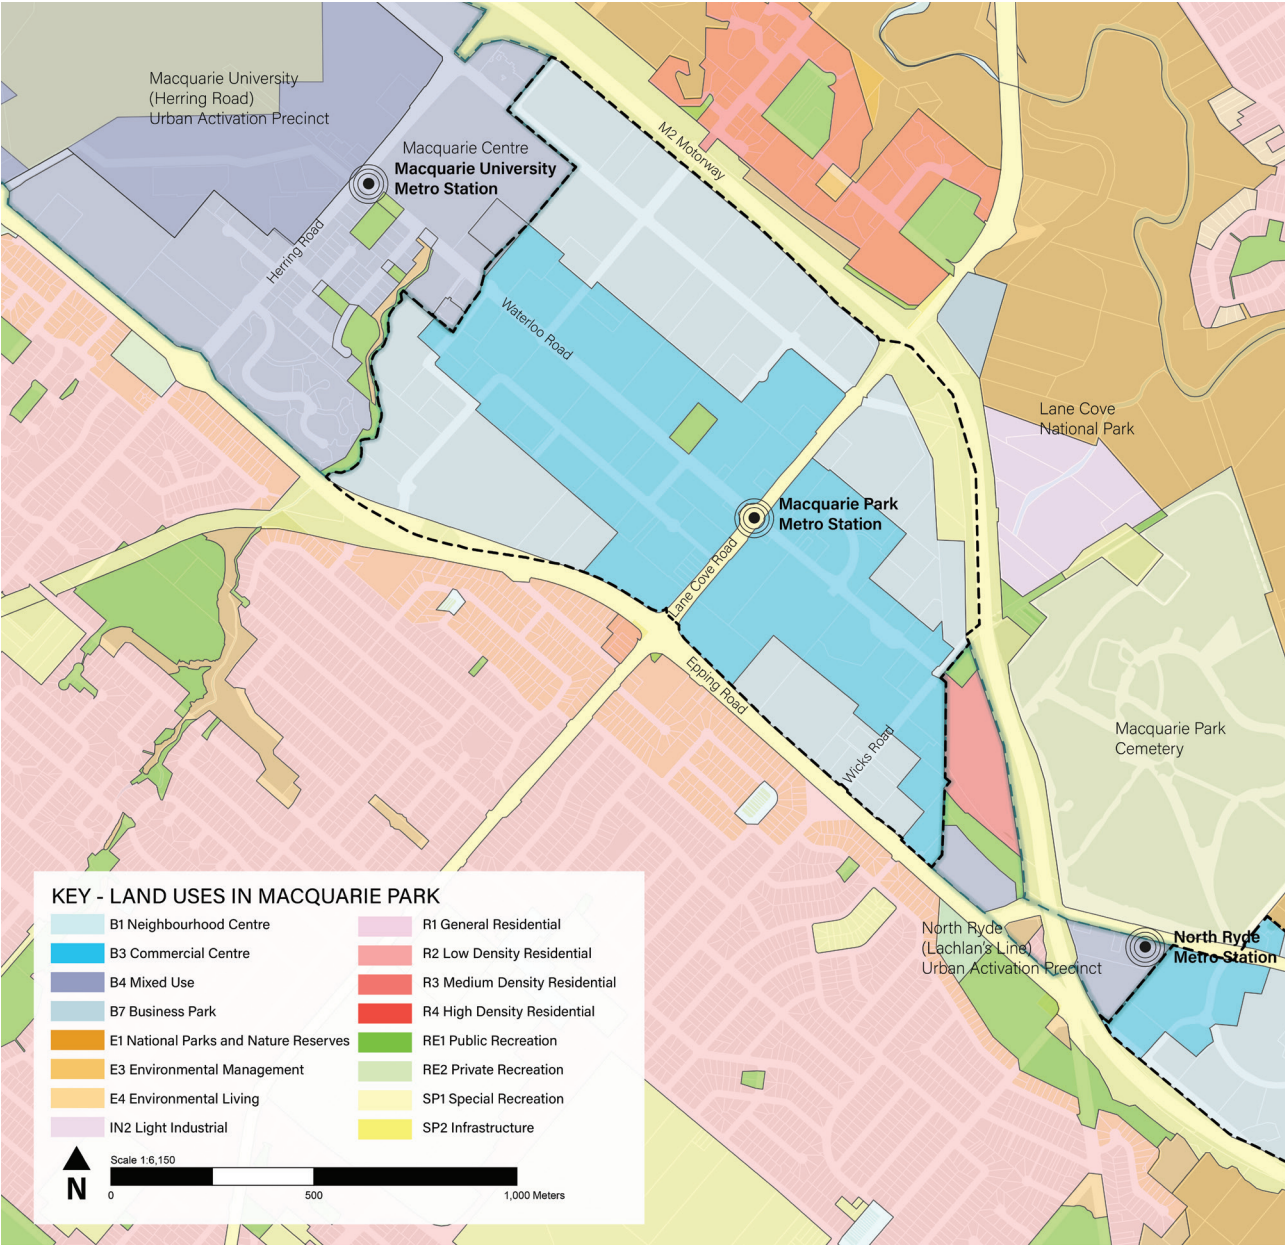 Macquarie University
(Herring Road)
Urban Activation Precinct
Macquarie Centre
Macquarie University
Metro Station
M2 Motorway
Herring Road
Waterloo Road
Lane Cove
National Park
Macquarie Park
Metro Station
Lane Cove Road
Epping Road
Wicks Road
Macquarie Park
Cemetery
North Ryde
(Lachlan's Line)
Urban Activation Precinct
North Ryde
Metro Station
KEY - LAND USES IN MACQUARIE PARK
B1 Neighbourhood Centre
B3 Commercial Centre
B4 Mixed Use
B7 Business Park
E1 National Parks and Nature Reserves
E3 Environmental Management
E4 Environmental Living
IN2 Light Industrial
R1 General Residential
R2 Low Density Residential
R3 Medium Density Residential
R4 High Density Residential
RE1 Public Recreation
RE2 Private Recreation
SP1 Special Recreation
SP2 Infrastructure
N
Scale 1:6,150
0 500 1,000 Meters